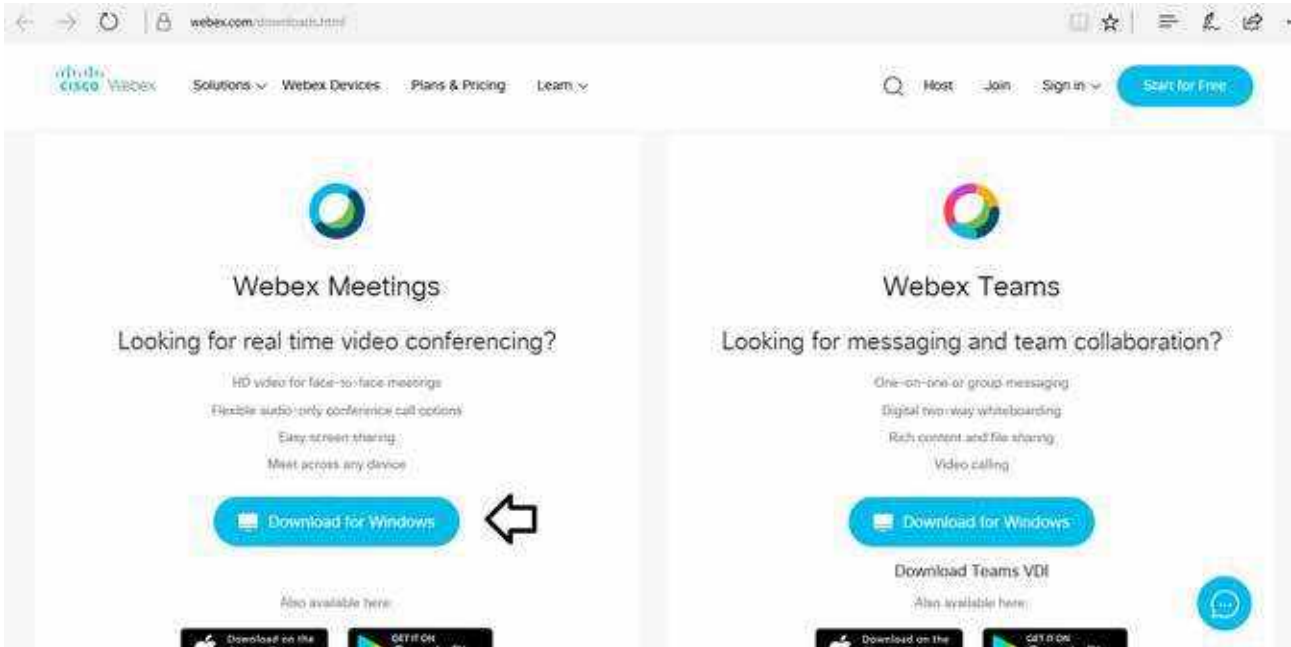 webex.com/downloads.html
cisco Webex
Solutions Webex Devices Plans & Pricing Learn
Host Join Sign in Start for Free
Webex Meetings
Looking for real time video conferencing?
HD video for face-to-face meetings
Flexible audio-only conference call options
Easy screen sharing
Meet across any device
Download for Windows
Also available here:
Download on the
GET IT ON
Webex Teams
Looking for messaging and team collaboration?
One-on-one or group messaging
Digital two-way whiteboarding
Rich content and file sharing
Video calling
Download for Windows
Download Teams VDI
Also available here:
Download on the
GET IT ON